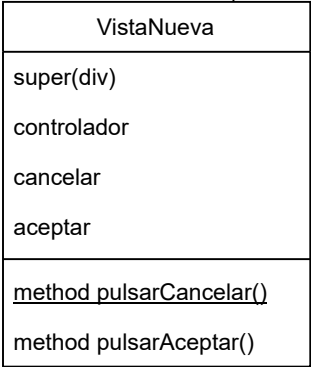 VistaNueva
super(div)
controlador
cancelar
aceptar
method pulsarCancelar()
method pulsarAceptar()